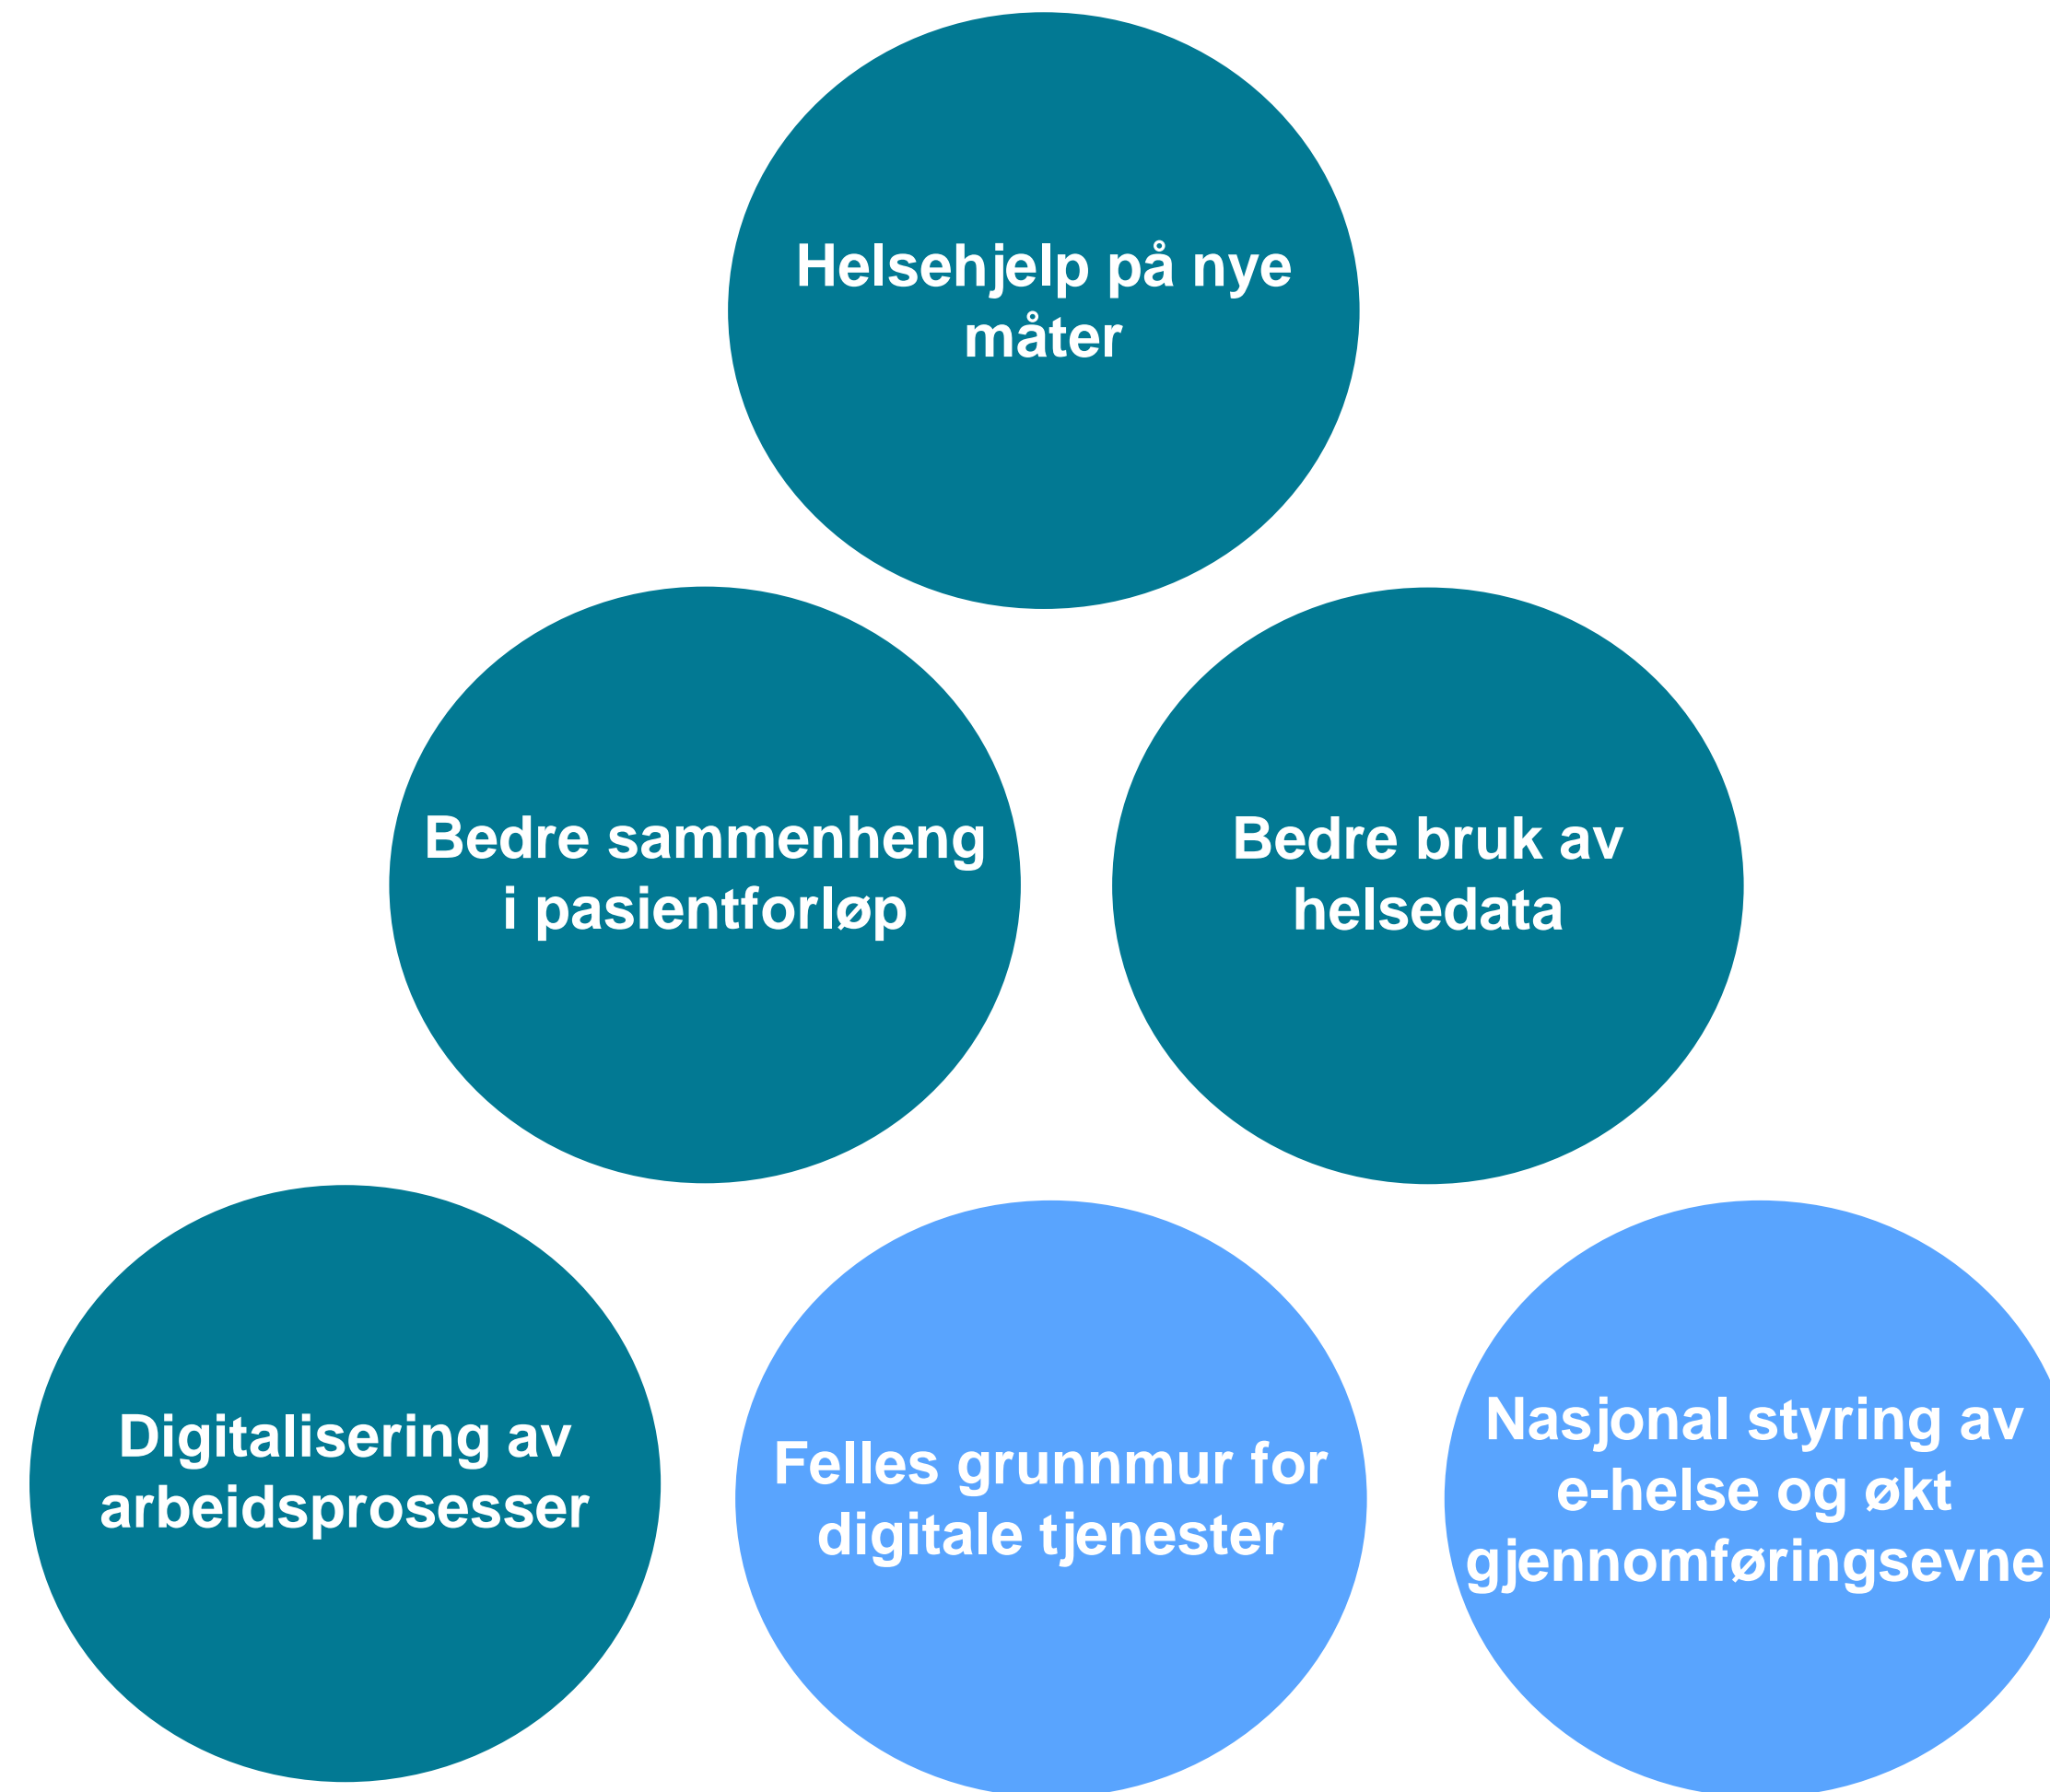 Helsehjelp på nye
måter
Bedre sammenheng
i pasientforløp
Bedre bruk av
helsedata
Digitalisering av
arbeidsprosesser
Felles grunnmur for
digitale tjenester
Nasjonal styring av
e-helse og økt
gjennomføringsevne